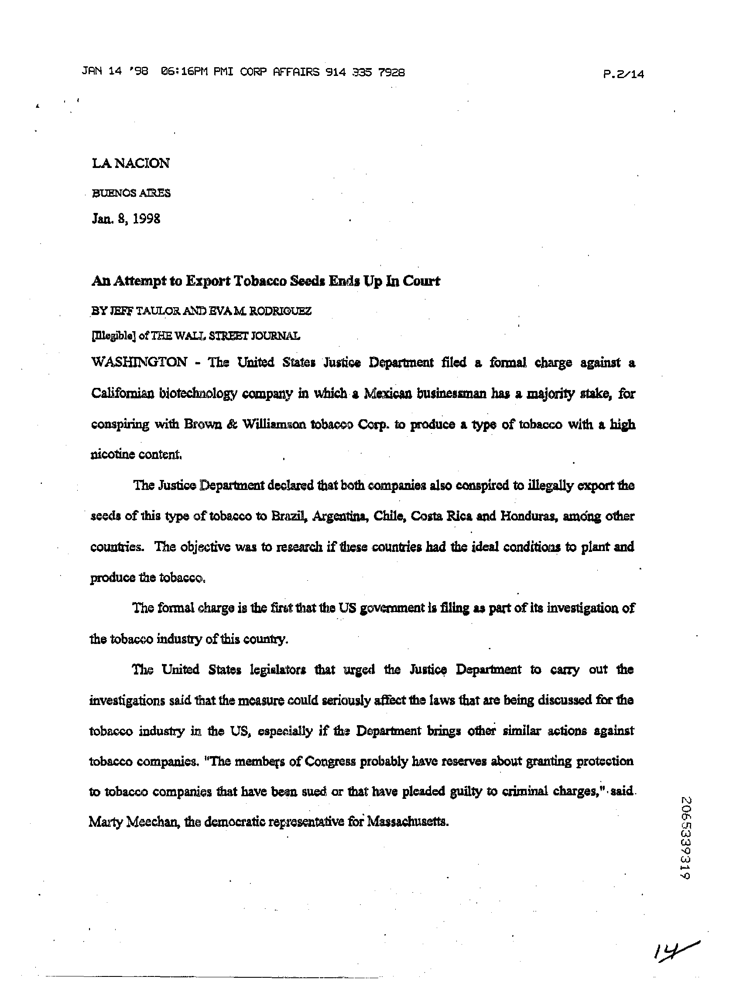 JAN 14 '98 06:16PM PMI CORP AFFAIRS 914 335 7928 P.2/14
LA NACION
BUENOS AIRES
Jan. 8, 1998
An Attempt to Export Tobacco Seeds Ends Up In Court
BY JEFF TAULOR AND EVA M. RODRIGUEZ
[Illegible] of THE WALL STREET JOURNAL
WASHINGTON - The United States Justice Department filed a formal charge against a
Californian biotechnology company in which a Mexican businessman has a majority stake, for
conspiring with Brown & Williamson tobacco Corp. to produce a type of tobacco with a high
nicotine content.
The Justice Department declared that both companies also conspired to illegally export the
seeds of this type of tobacco to Brazil, Argentina, Chile, Costa Rica and Honduras, among other
countries. The objective was to research if these countries had the ideal conditions to plant and
produce the tobacco.
The formal charge is the first that the US government is filing as part of its investigation of
the tobacco industry of this country.
The United States legislators that urged the Justice Department to carry out the
investigations said that the measure could seriously affect the laws that are being discussed for the
tobacco industry in the US, especially if the Department brings other similar actions against
tobacco companies. "The members of Congress probably have reserves about granting protection
to tobacco companies that have been sued or that have pleaded guilty to criminal charges," said
Marty Meechan, the democratic representative for Massachusetts.
2065339319
14